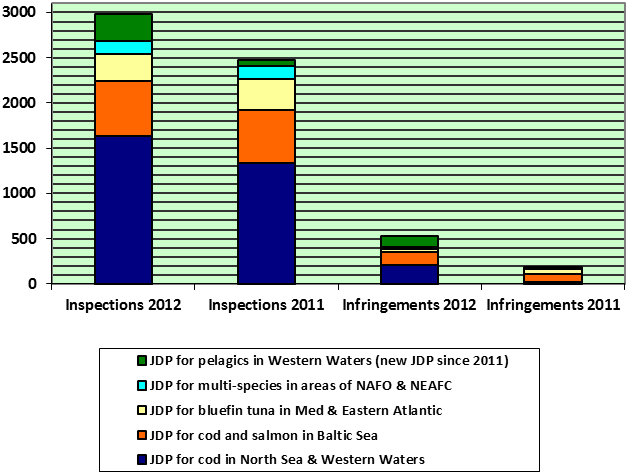 3000
2500
2000
1500
1000
500
0
Inspections 2012 Inspections 2011 Infringements 2012 Infringements 2011
JDP for pelagics in Western Waters (new JDP since 2011)
JDP for multi-species in areas of NAFO & NEAFC
JDP for bluefin tuna in Med & Eastern Atlantic
JDP for cod and salmon in Baltic Sea
JDP for cod in North Sea & Western Waters